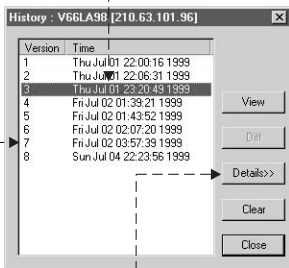 History : V66LA98 [210.63.101.96]
Version Time
1 Thu Jul 01 22:00:16 1999
2 Thu Jul 01 22:06:31 1999
3 Thu Jul 01 23:20:49 1999
4 Fri Jul 02 01:39:21 1999
5 Fri Jul 02 01:43:52 1999
6 Fri Jul 02 02:07:20 1999
7 Fri Jul 02 03:57:39 1999
8 Sun Jul 04 22:23:56 1999
View
Diff
Details>>
Clear
Close